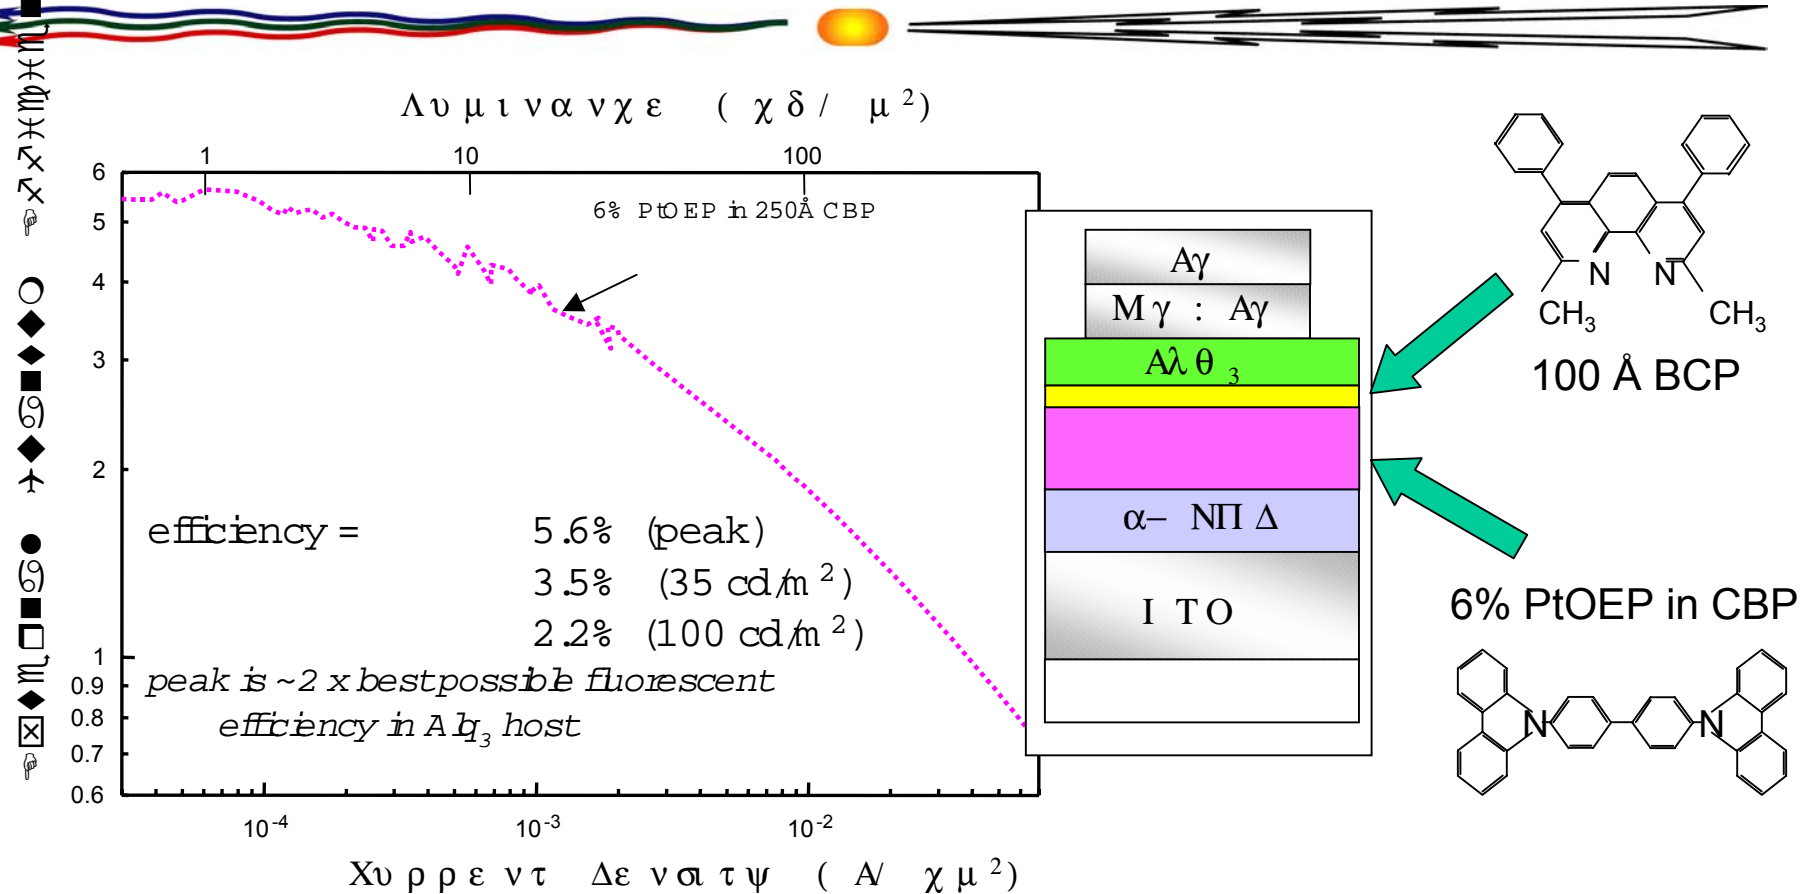 Λυμινανχε (χδ/ μ²)
1 10 100
6
5
4
3
2
1
0.9
0.8
0.7
0.6
6% PtOEP in 250Å CBP
efficiency = 5.6% (peak)
3.5% (35 cd/m²)
2.2% (100 cd/m²)
peak is ~2 x best possible fluorescent
efficiency in Alq₃ host
10⁻⁴ 10⁻³ 10⁻²
Χυρρεντ Δενσιτψ (A/ χμ²)
Αγ
Μγ : Αγ
Αλθ₃
α− ΝΠΔ
ITO
N N
CH₃ CH₃
100 Å BCP
6% PtOEP in CBP
N N